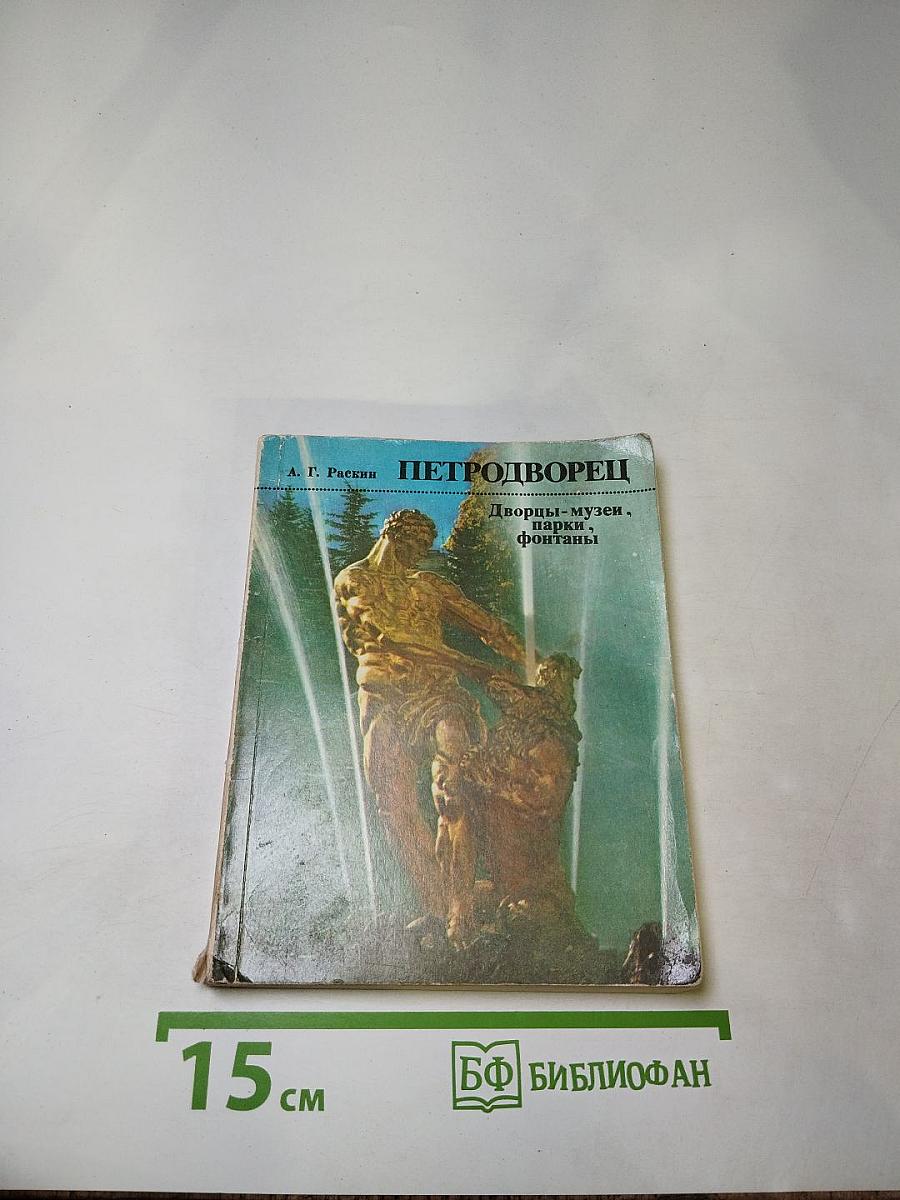 А. Г. Раскин ПЕТРОДВОРЕЦ
Дворцы-музеи,
парки,
фонтаны
15 см
БФ БИБЛИОФАН